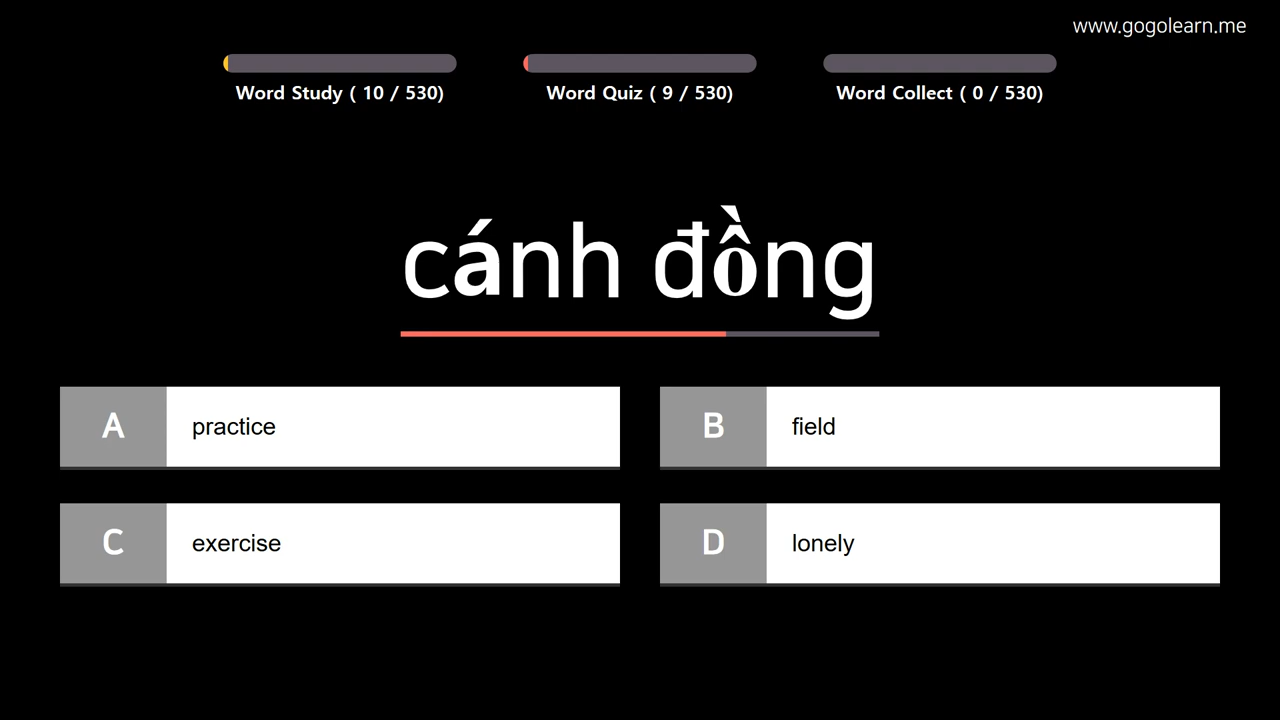 www.gogolearn.me
Word Study ( 10 / 530)
Word Quiz ( 9 / 530)
Word Collect ( 0 / 530)
cánh đồng
A practice
B field
C exercise
D lonely